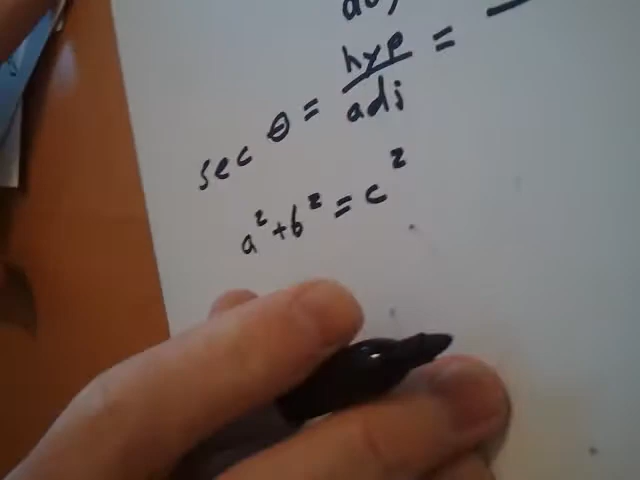 sec θ = hyp/adj =
a² + b² = c²